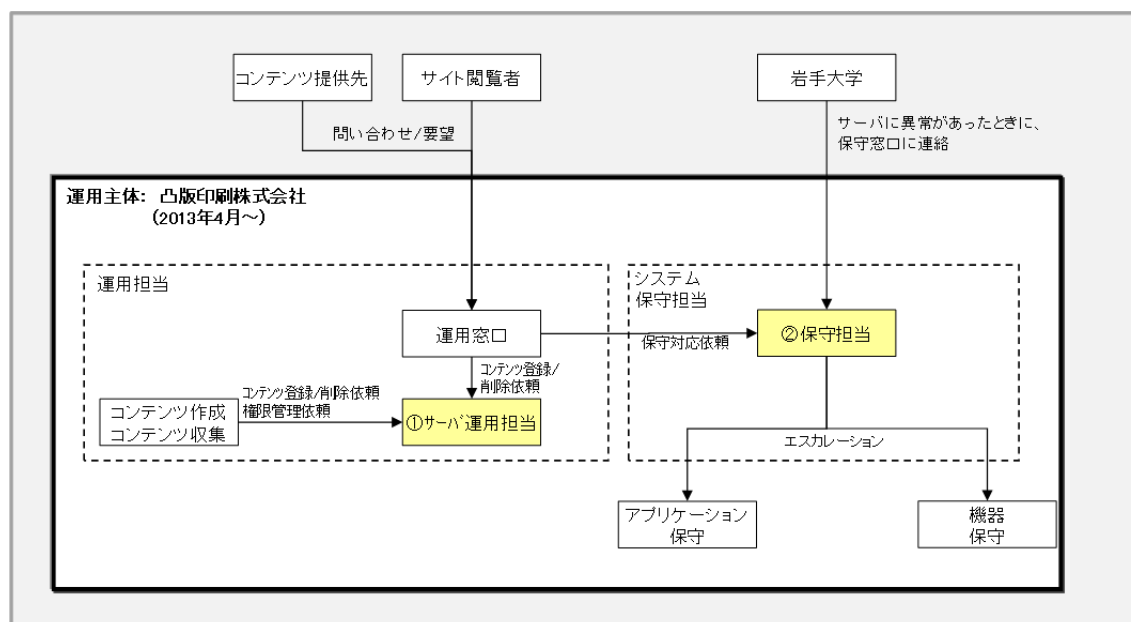 コンテンツ提供先
サイト閲覧者
岩手大学
問い合わせ/要望
サーバに異常があったときに、
保守窓口に連絡
運用主体: 凸版印刷株式会社
(2013年4月～)
運用担当
システム
保守担当
運用窓口
保守対応依頼
②保守担当
コンテンツ登録/
削除依頼
コンテンツ登録/削除依頼
権限管理依頼
コンテンツ作成
コンテンツ収集
①サーバ運用担当
エスカレーション
アプリケーション
保守
機器
保守